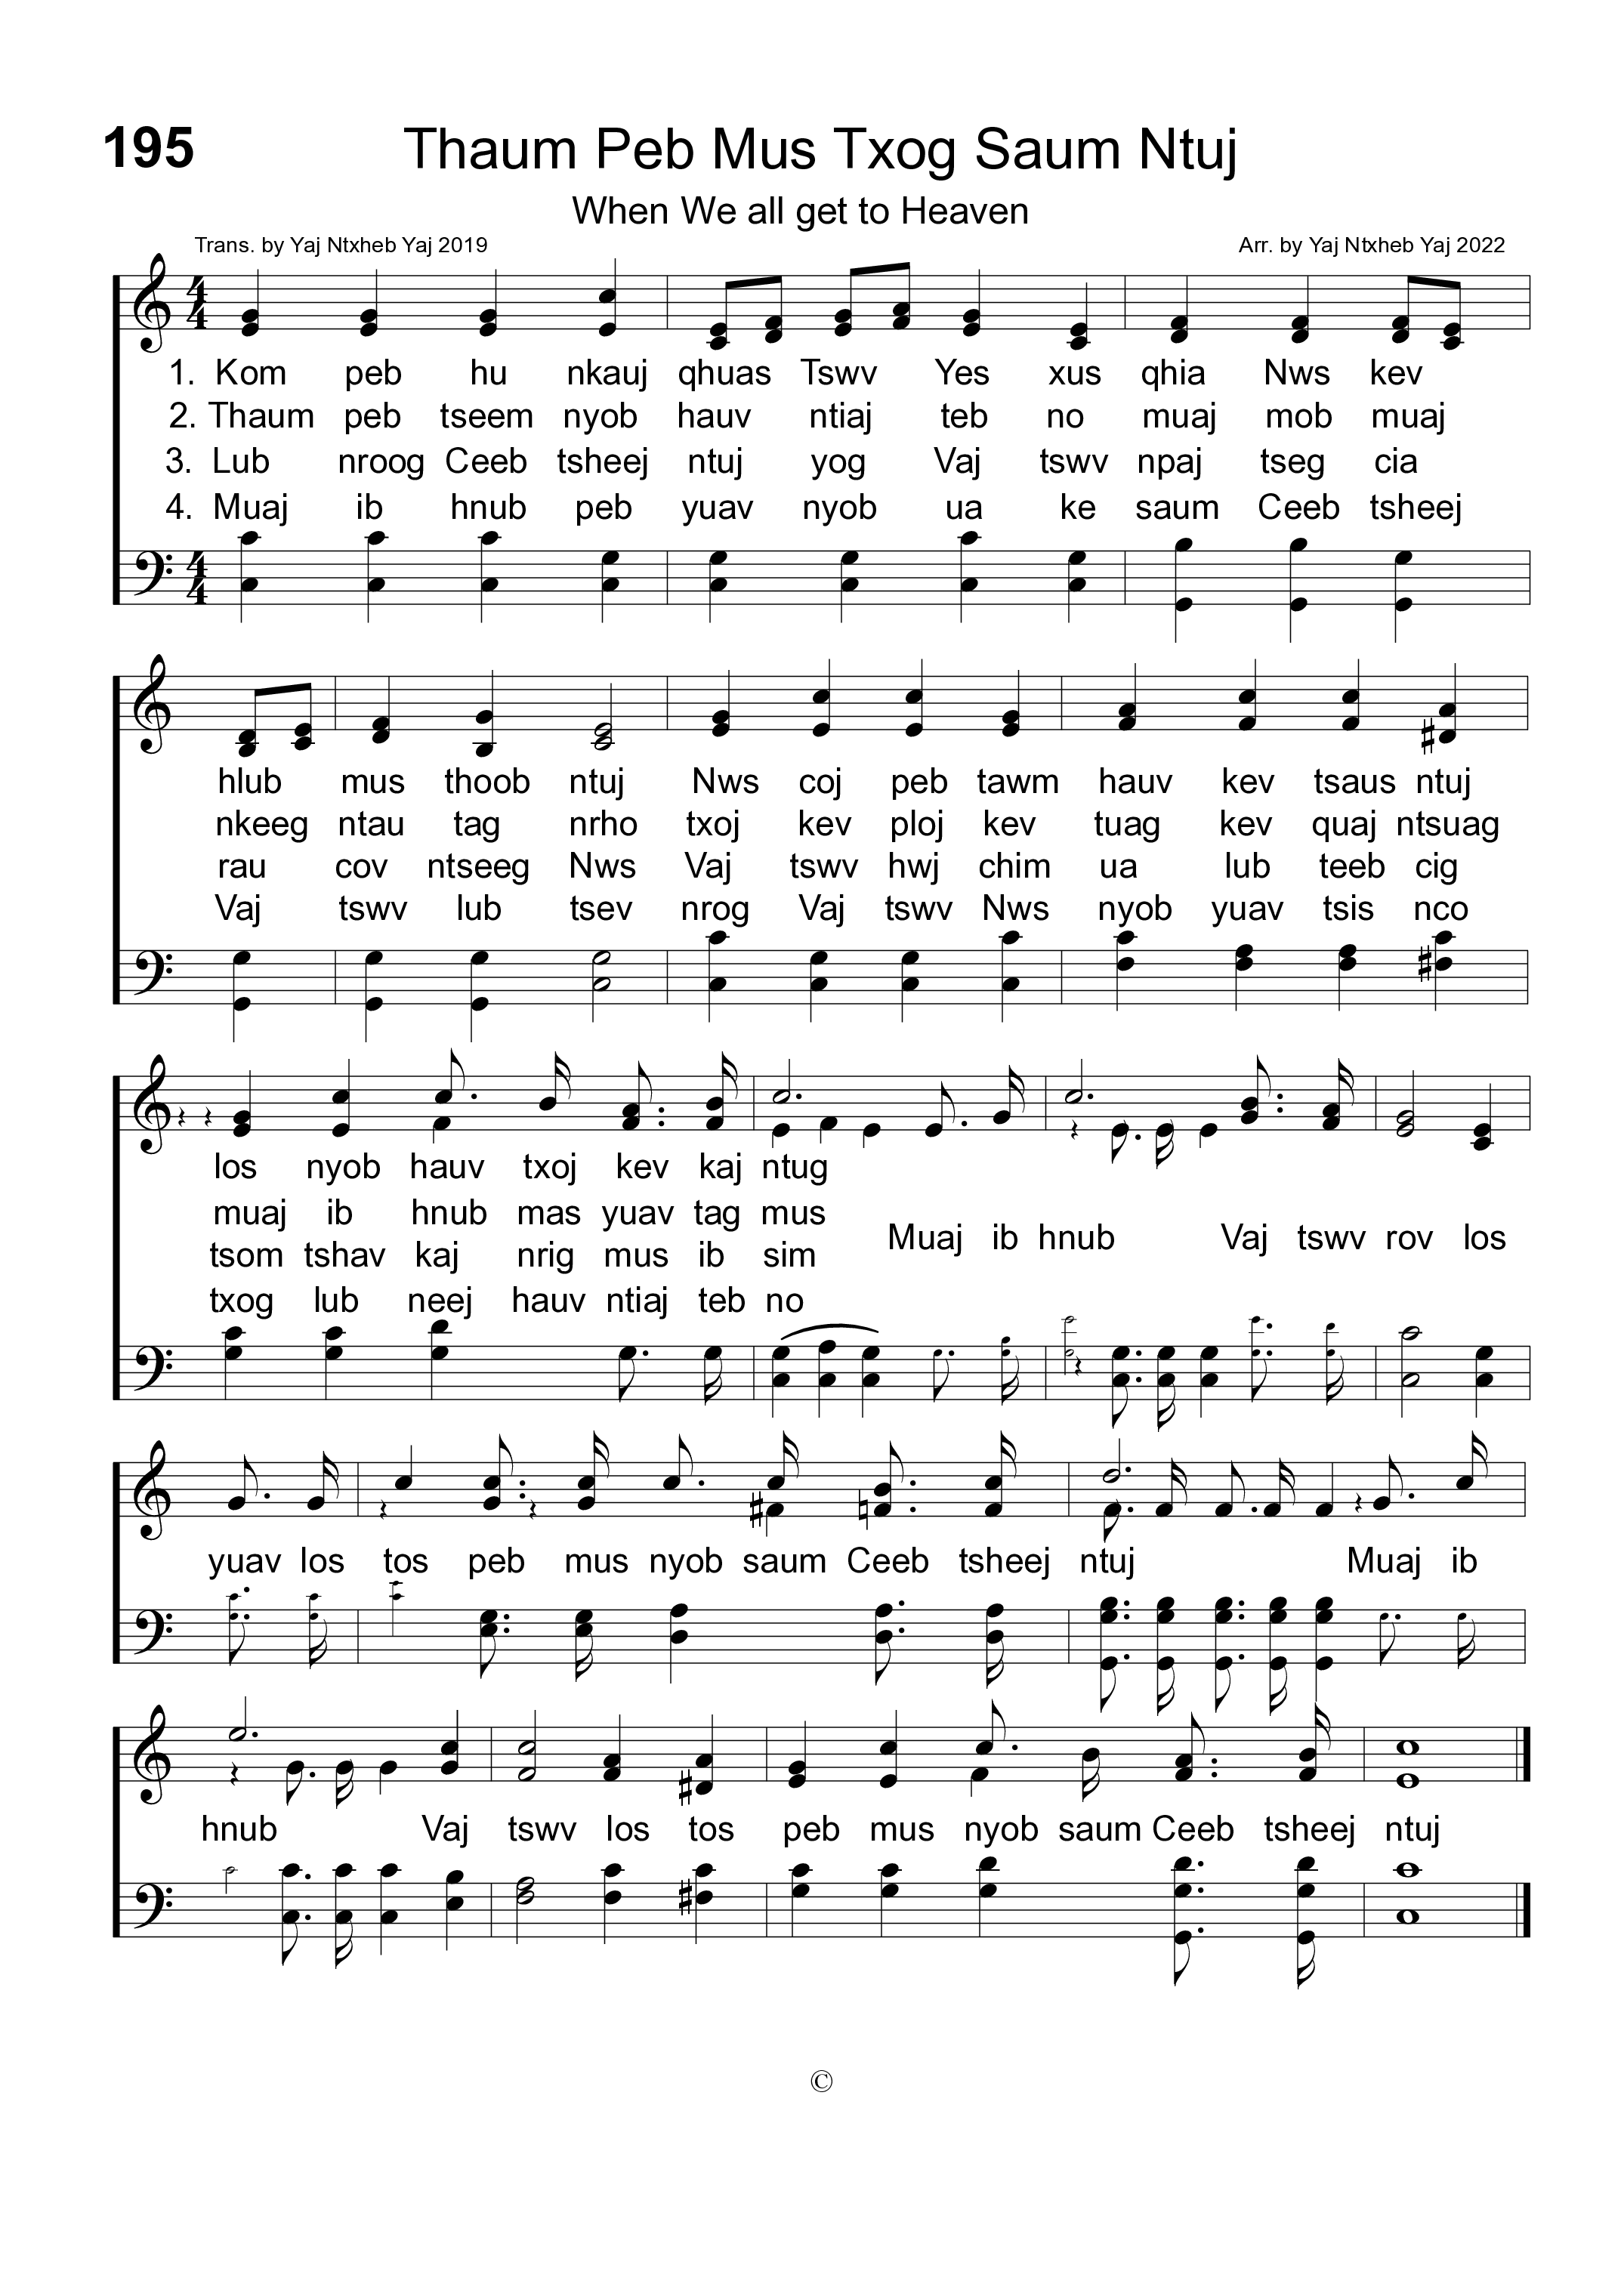 195
Thaum Peb Mus Txog Saum Ntuj
When We all get to Heaven
Trans. by Yaj Ntxheb Yaj 2019
Arr. by Yaj Ntxheb Yaj 2022
1. Kom peb hu nkauj qhuas Tswv Yes xus qhia Nws kev
2. Thaum peb tseem nyob hauv ntiaj teb no muaj mob muaj
3. Lub nroog Ceeb tsheej ntuj yog Vaj tswv npaj tseg cia
4. Muaj ib hnub peb yuav nyob ua ke saum Ceeb tsheej
hlub mus thoob ntuj Nws coj peb tawm hauv kev tsaus ntuj
nkeeg ntau tag nrho txoj kev ploj kev tuag kev quaj ntsuag
rau cov ntseeg Nws Vaj tswv hwj chim ua lub teeb cig
Vaj tswv lub tsev nrog Vaj tswv Nws nyob yuav tsis nco
los nyob hauv txoj kev kaj ntug
muaj ib hnub mas yuav tag mus
Muaj ib hnub Vaj tswv rov los
tsom tshav kaj nrig mus ib sim
txog lub neej hauv ntiaj teb no
yuav los tos peb mus nyob saum Ceeb tsheej ntuj Muaj ib
hnub Vaj tswv los tos peb mus nyob saum Ceeb tsheej ntuj
©